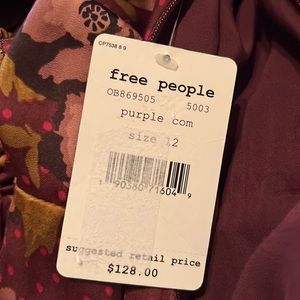 CP7538 8 9
free people
OB869505 5003
purple com
size 12
1 90380 71604 9
suggested retail price
$128.00